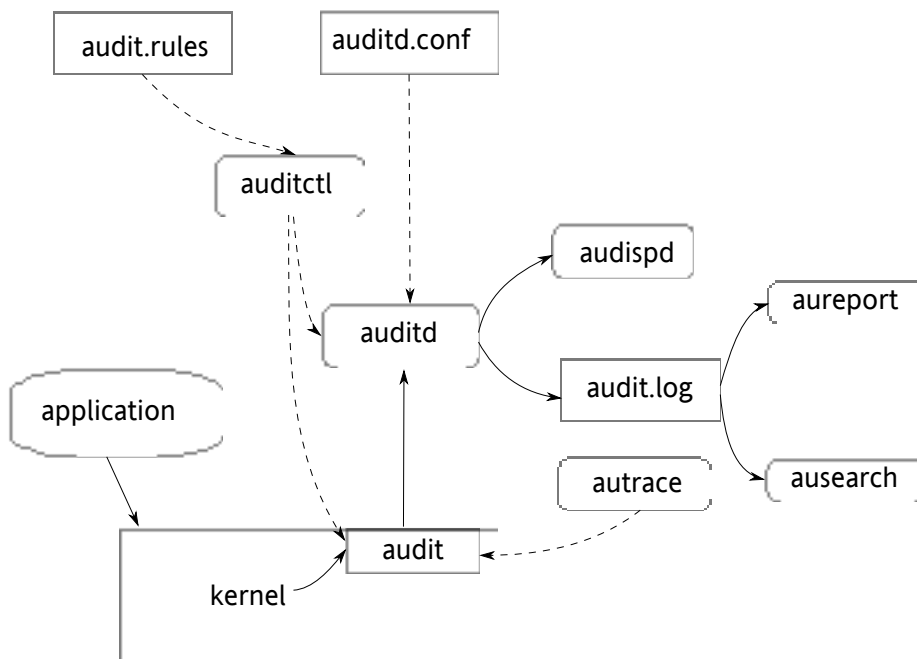 audit.rules
auditd.conf
auditctl
audispd
aureport
auditd
audit.log
application
ausearch
autrace
audit
kernel